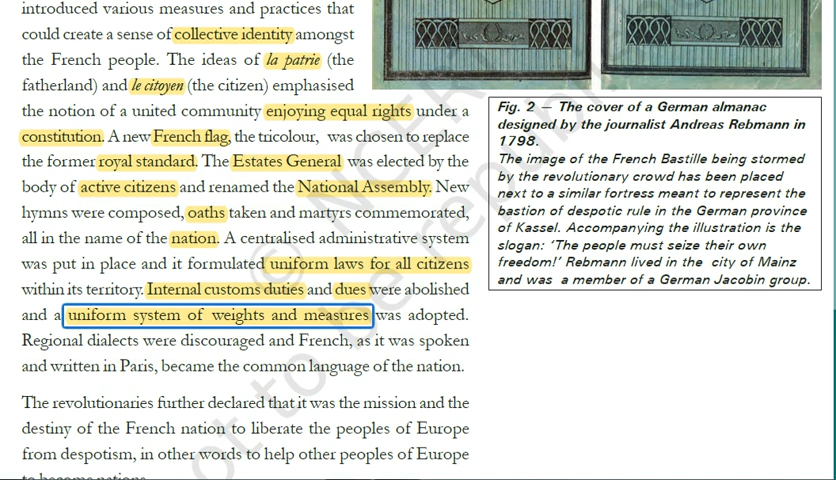 introduced various measures and practices that
could create a sense of collective identity amongst
the French people. The ideas of la patrie (the
fatherland) and le citoyen (the citizen) emphasised
the notion of a united community enjoying equal rights under a
constitution. A new French flag, the tricolour, was chosen to replace
the former royal standard. The Estates General was elected by the
body of active citizens and renamed the National Assembly. New
hymns were composed, oaths taken and martyrs commemorated,
all in the name of the nation. A centralised administrative system
was put in place and it formulated uniform laws for all citizens
within its territory. Internal customs duties and dues were abolished
and a uniform system of weights and measures was adopted.
Regional dialects were discouraged and French, as it was spoken
and written in Paris, became the common language of the nation.
The revolutionaries further declared that it was the mission and the
destiny of the French nation to liberate the peoples of Europe
from despotism, in other words to help other peoples of Europe
to become nations.
Fig. 2 — The cover of a German almanac
designed by the journalist Andreas Rebmann in
1798.
The image of the French Bastille being stormed
by the revolutionary crowd has been placed
next to a similar fortress meant to represent the
bastion of despotic rule in the German province
of Kassel. Accompanying the illustration is the
slogan: ‘The people must seize their own
freedom!’ Rebmann lived in the city of Mainz
and was a member of a German Jacobin group.
© NCER
not to be republi